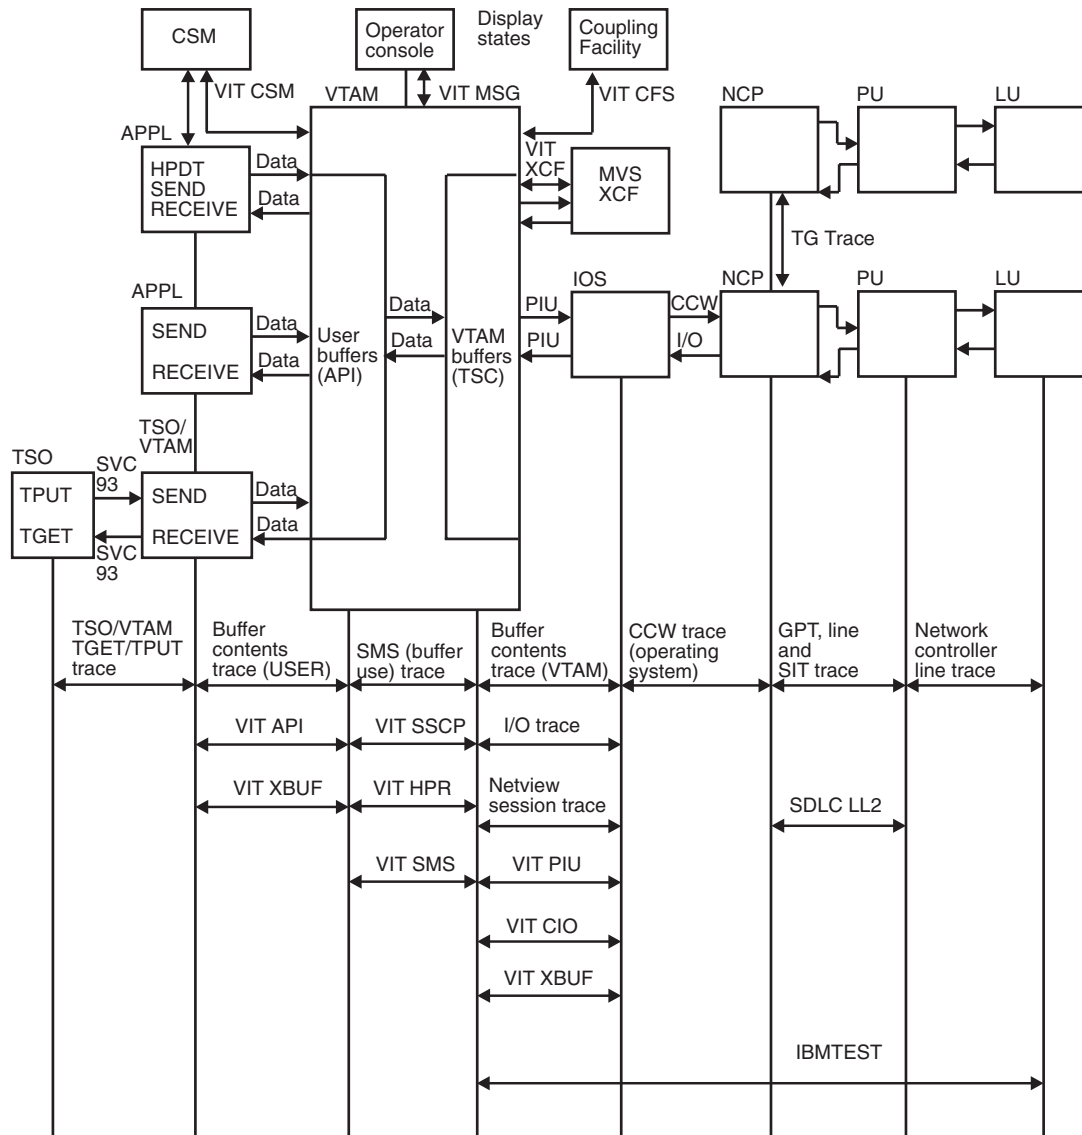 CSM
Operator
console
Display
states
Coupling
Facility
VIT CSM
VTAM
VIT MSG
VIT CFS
NCP
PU
LU
APPL
HPDT
SEND
RECEIVE
Data
Data
VIT
XCF
MVS
XCF
TG Trace
APPL
SEND
RECEIVE
Data
Data
User
buffers
(API)
Data
Data
VTAM
buffers
(TSC)
PIU
PIU
IOS
CCW
I/O
NCP
PU
LU
TSO/
VTAM
TSO
TPUT
TGET
SVC
93
SVC
93
SEND
RECEIVE
Data
Data
TSO/VTAM
TGET/TPUT
trace
Buffer
contents
trace (USER)
SMS (buffer
use) trace
Buffer
contents
trace (VTAM)
CCW trace
(operating
system)
GPT, line
and
SIT trace
Network
controller
line trace
VIT API
VIT SSCP
I/O trace
VIT XBUF
VIT HPR
Netview
session trace
SDLC LL2
VIT SMS
VIT PIU
VIT CIO
VIT XBUF
IBMTEST